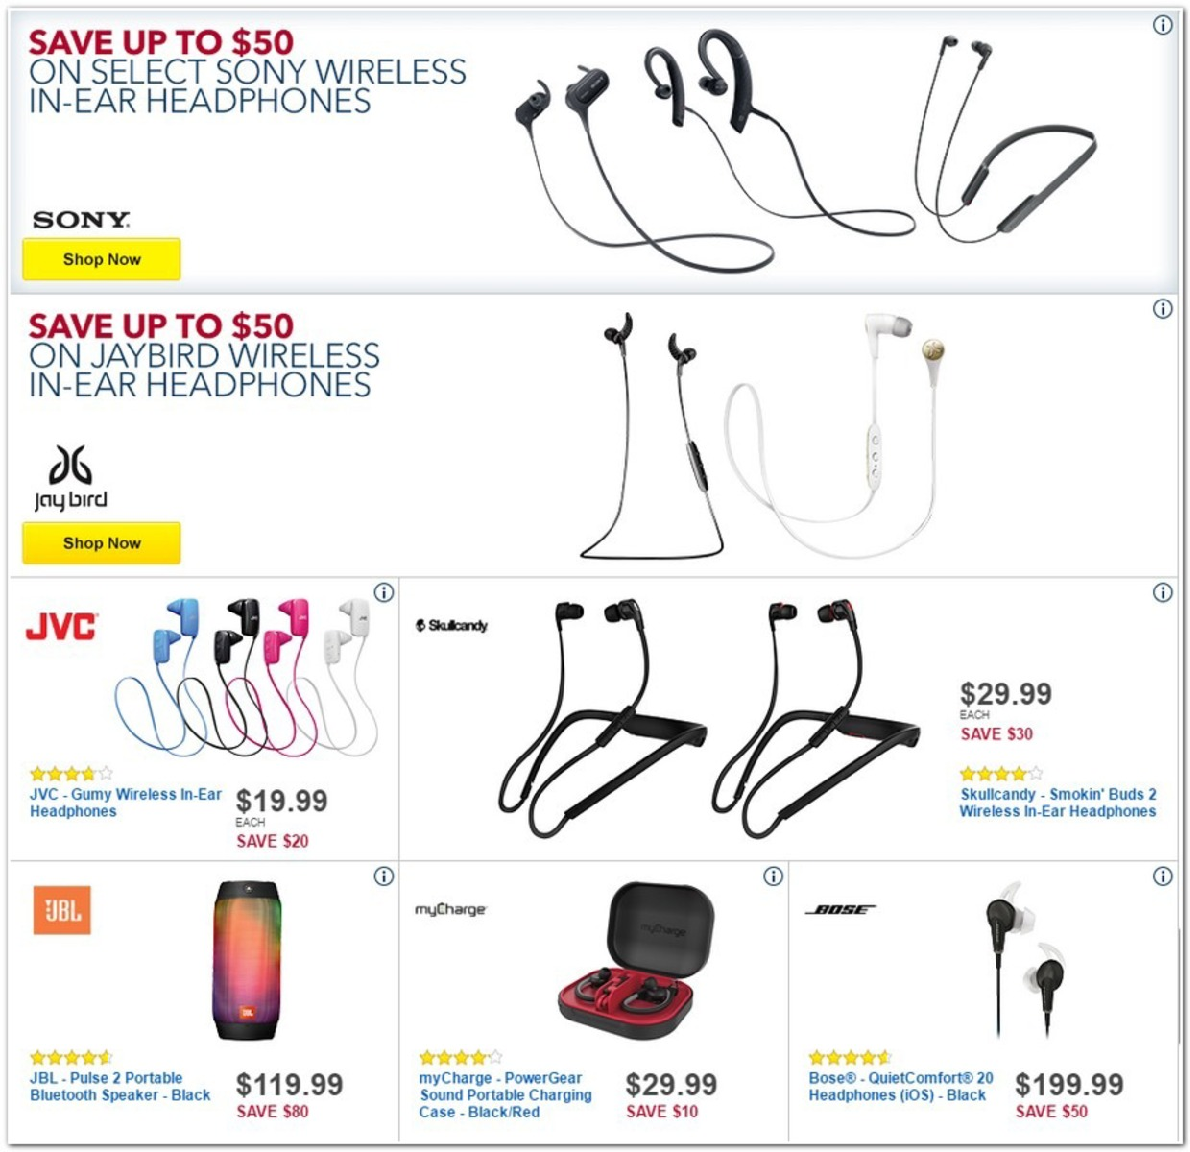 SAVE UP TO $50
ON SELECT SONY WIRELESS
IN-EAR HEADPHONES
SONY
Shop Now
SAVE UP TO $50
ON JAYBIRD WIRELESS
IN-EAR HEADPHONES
jaybird
Shop Now
JVC
JVC - Gumy Wireless In-Ear
Headphones
$19.99
EACH
SAVE $20
Skullcandy
$29.99
EACH
SAVE $30
Skullcandy - Smokin' Buds 2
Wireless In-Ear Headphones
JBL
JBL
JBL - Pulse 2 Portable
Bluetooth Speaker - Black
$119.99
SAVE $80
myCharge
myCharge
myCharge - PowerGear
Sound Portable Charging
Case - Black/Red
$29.99
SAVE $10
BOSE
Bose® - QuietComfort® 20
Headphones (iOS) - Black
$199.99
SAVE $50